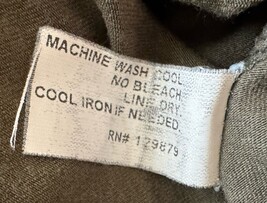 MACHINE WASH COOL.
NO BLEACH.
LINE DRY.
COOL IRON IF NEEDED.
RN# 129879